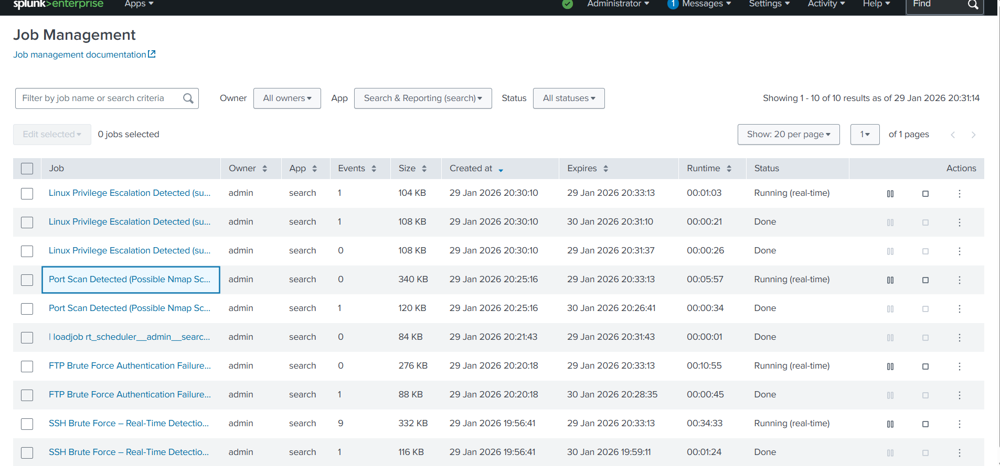 splunk>enterprise Apps Administrator 1 Messages Settings Activity Help Find
Job Management
Job management documentation
Filter by job name or search criteria Owner All owners App Search & Reporting (search) Status All statuses Showing 1 - 10 of 10 results as of 29 Jan 2026 20:31:14
Edit selected 0 jobs selected Show: 20 per page 1 of 1 pages < >
Job Owner App Events Size Created at Expires Runtime Status Actions
Linux Privilege Escalation Detected (su... admin search 1 104 KB 29 Jan 2026 20:30:10 29 Jan 2026 20:33:13 00:01:03 Running (real-time)
Linux Privilege Escalation Detected (su... admin search 1 108 KB 29 Jan 2026 20:30:10 30 Jan 2026 20:31:10 00:00:21 Done
Linux Privilege Escalation Detected (su... admin search 0 108 KB 29 Jan 2026 20:30:10 29 Jan 2026 20:31:37 00:00:26 Done
Port Scan Detected (Possible Nmap Sc... admin search 0 340 KB 29 Jan 2026 20:25:16 29 Jan 2026 20:33:13 00:05:57 Running (real-time)
Port Scan Detected (Possible Nmap Sc... admin search 1 120 KB 29 Jan 2026 20:25:16 30 Jan 2026 20:26:41 00:00:34 Done
| loadjob rt_scheduler__admin__searc... admin search 0 84 KB 29 Jan 2026 20:21:43 29 Jan 2026 20:31:43 00:00:01 Done
FTP Brute Force Authentication Failure... admin search 0 276 KB 29 Jan 2026 20:20:18 29 Jan 2026 20:33:13 00:10:55 Running (real-time)
FTP Brute Force Authentication Failure... admin search 1 88 KB 29 Jan 2026 20:20:18 30 Jan 2026 20:28:35 00:00:45 Done
SSH Brute Force – Real-Time Detectio... admin search 9 332 KB 29 Jan 2026 19:56:41 29 Jan 2026 20:33:13 00:34:33 Running (real-time)
SSH Brute Force – Real-Time Detectio... admin search 1 116 KB 29 Jan 2026 19:56:41 30 Jan 2026 19:59:11 00:01:24 Done